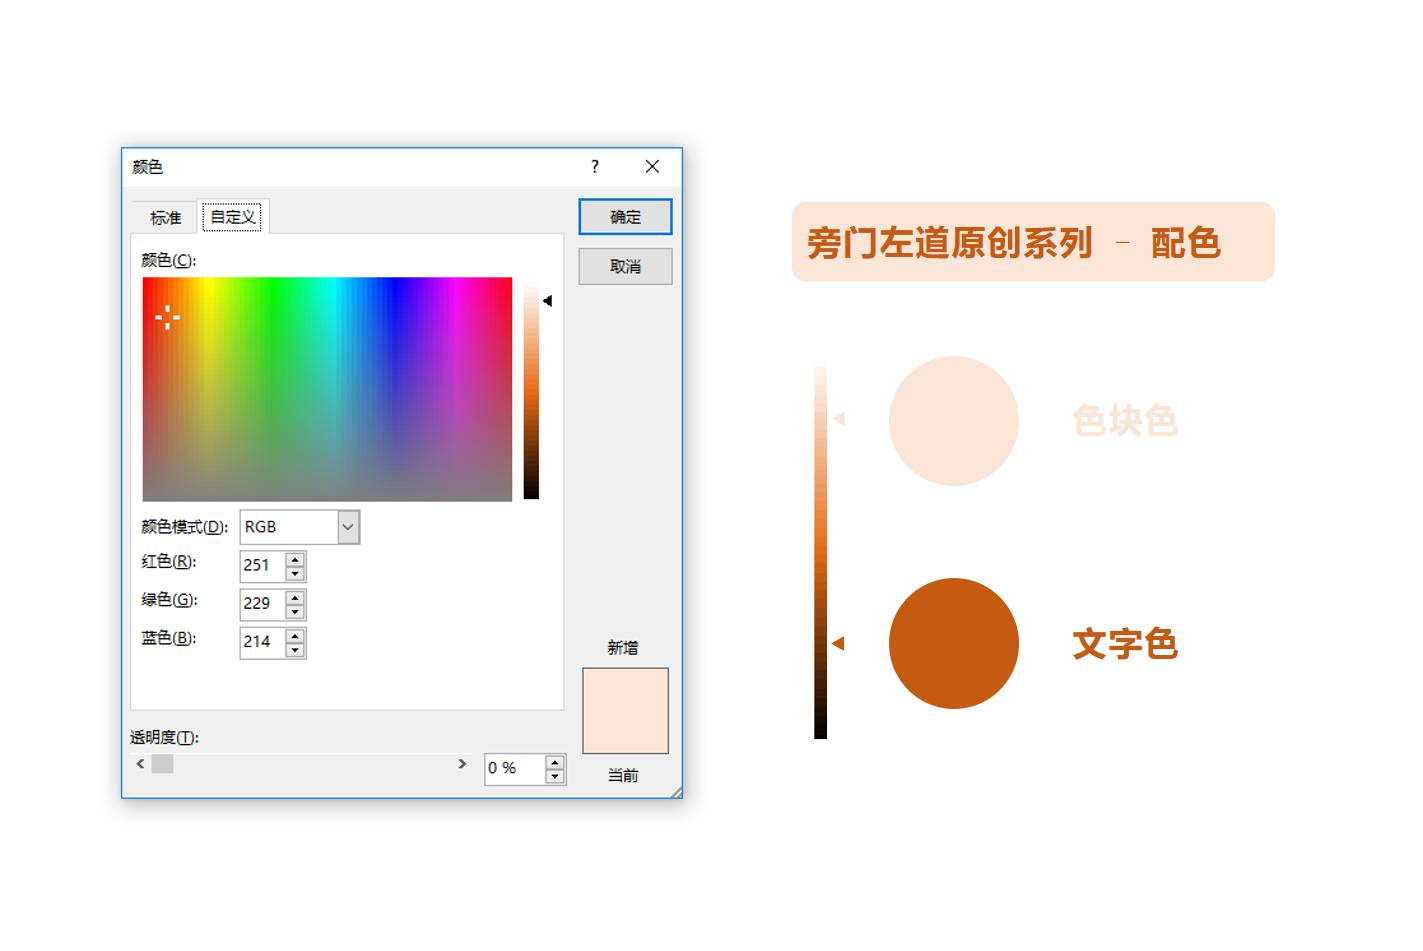 颜色
?
标准 自定义
确定
取消
颜色(C):
颜色模式(D): RGB
红色(R): 251
绿色(G): 229
蓝色(B): 214
新增
当前
透明度(T):
0 %
旁门左道原创系列 - 配色
色块色
文字色